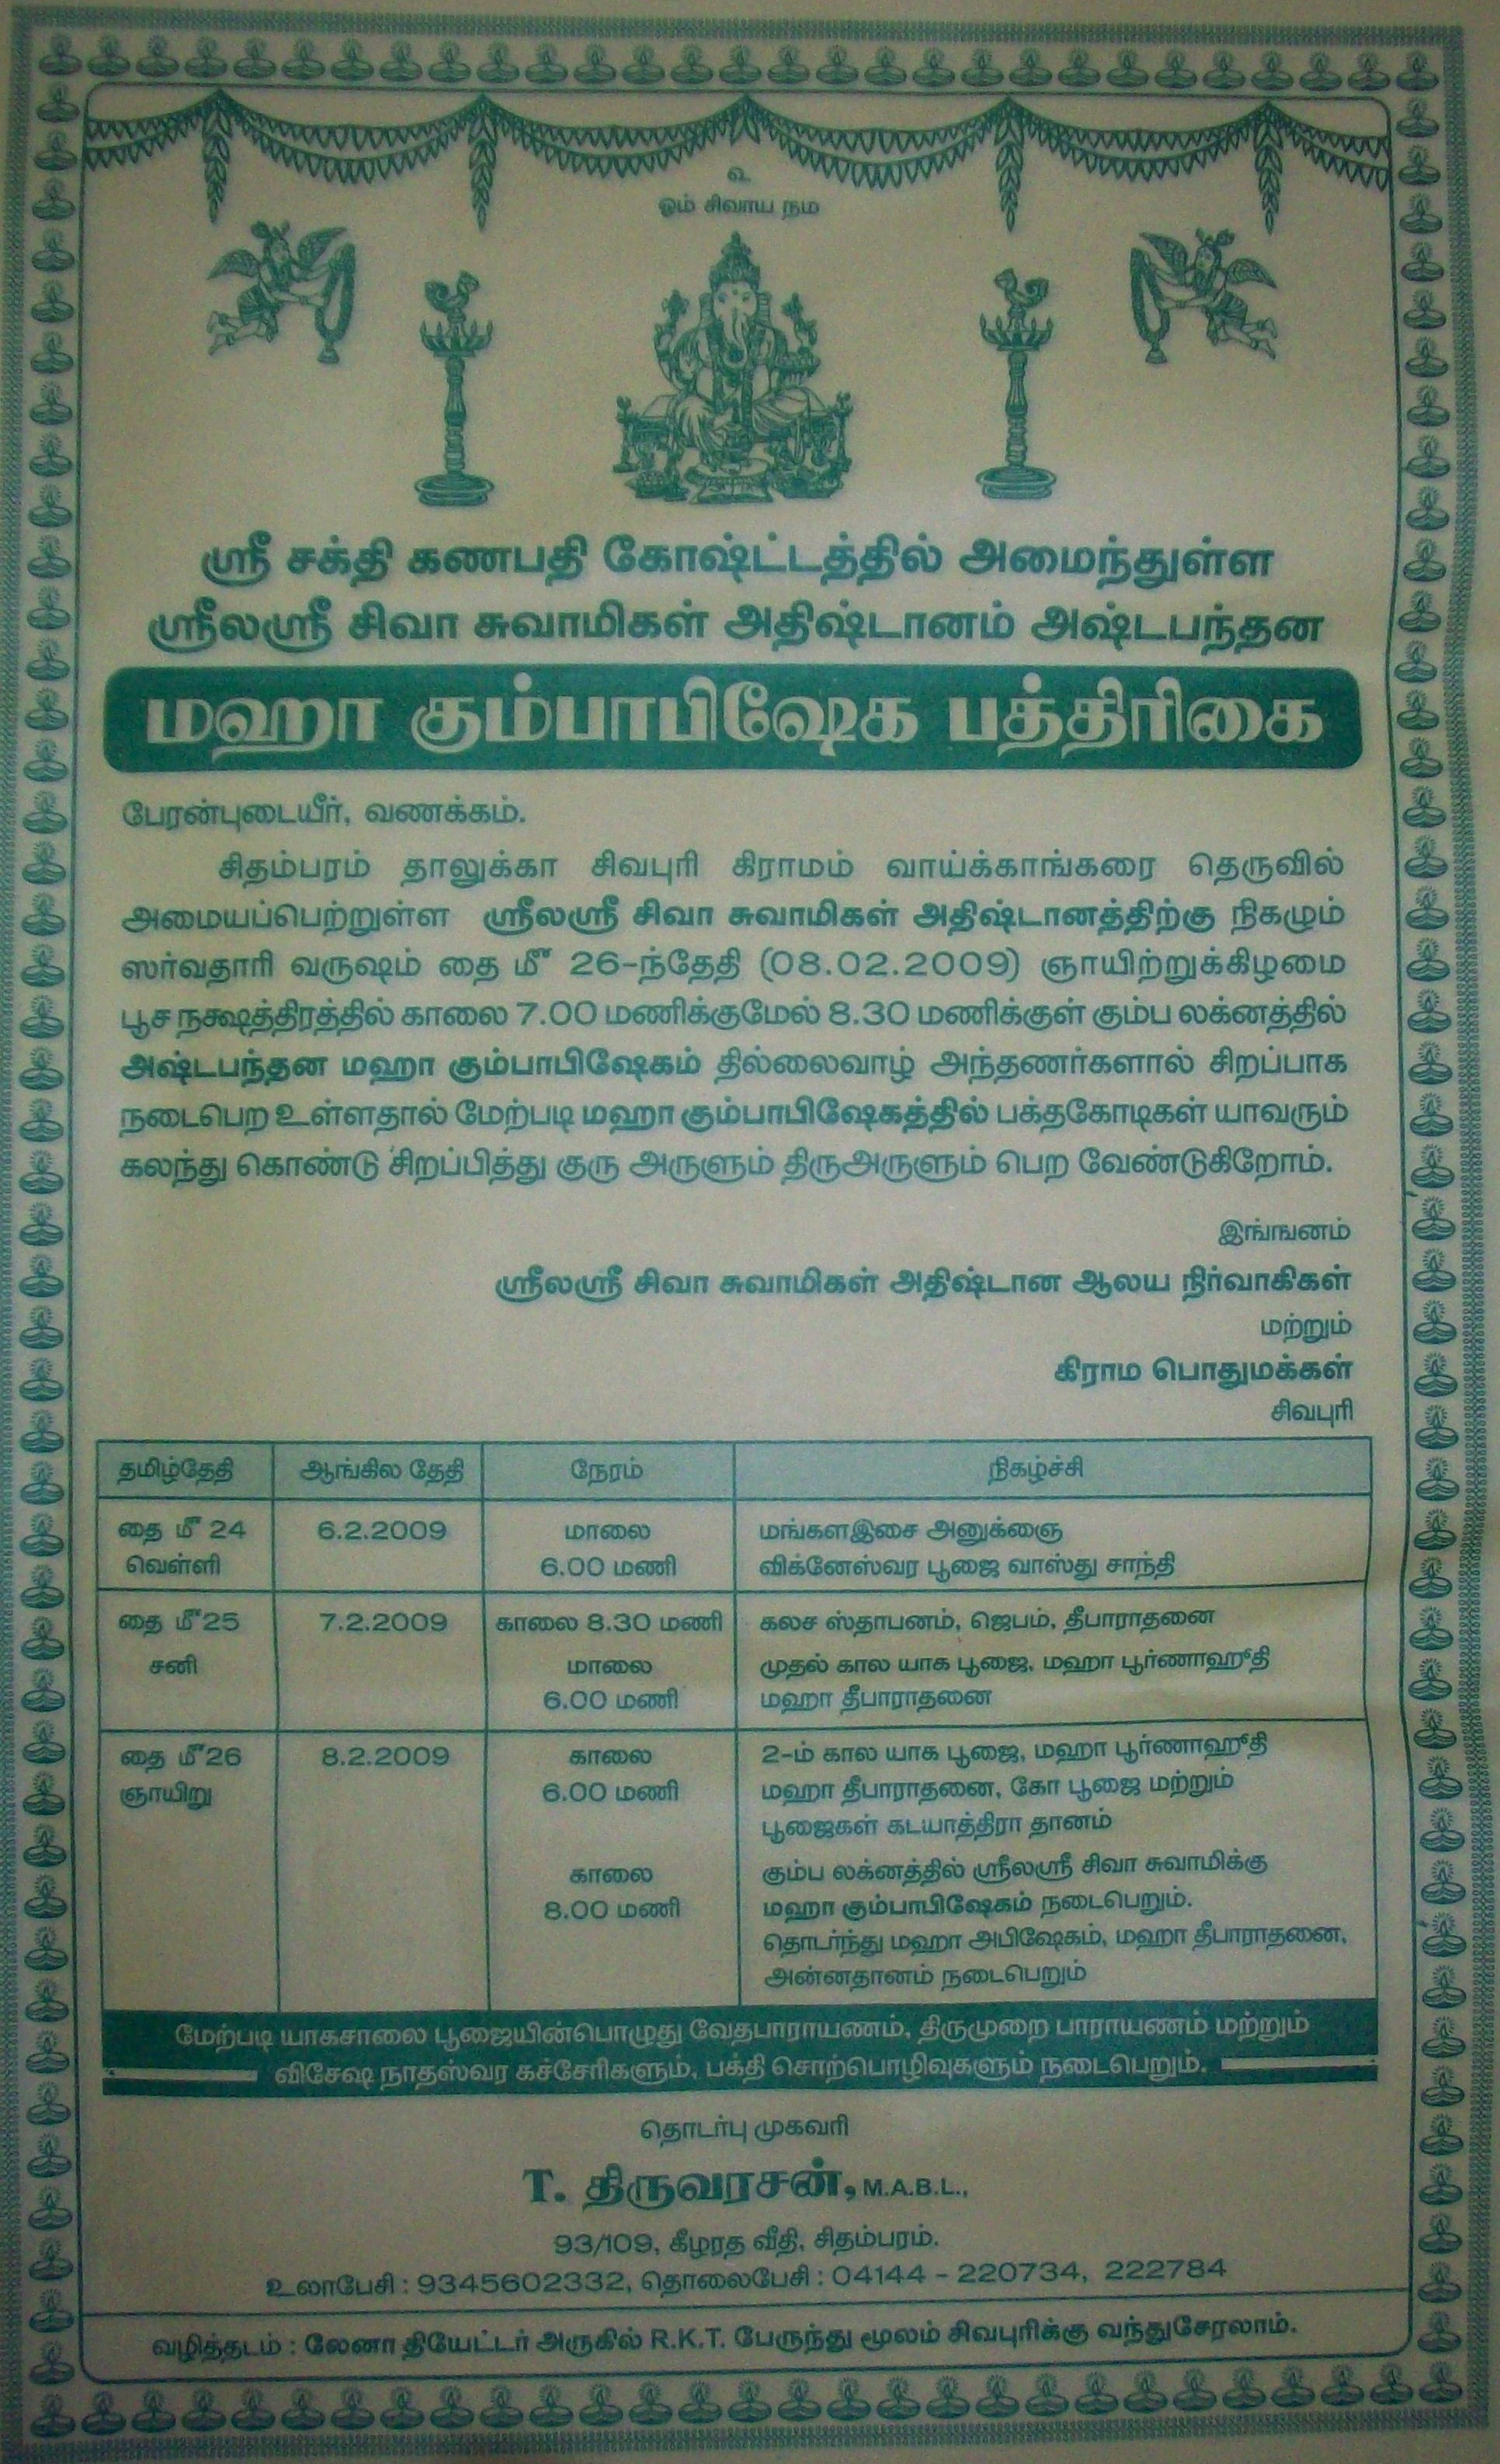 உ
ஓம் சிவாய நம
ஸ்ரீ சக்தி கணபதி கோஷ்ட்டத்தில் அமைந்துள்ள
ஸ்ரீலஸ்ரீ சிவா சுவாமிகள் அதிஷ்டானம் அஷ்டபந்தன
மஹா கும்பாபிஷேக பத்திரிகை
பேரன்புடையீர், வணக்கம்.
சிதம்பரம் தாலுக்கா சிவபுரி கிராமம் வாய்க்காங்கரை தெருவில்
அமையப்பெற்றுள்ள ஸ்ரீலஸ்ரீ சிவா சுவாமிகள் அதிஷ்டானத்திற்கு நிகழும்
ஸர்வதாரி வருஷம் தை மீ௴ 26-ந்தேதி (08.02.2009) ஞாயிற்றுக்கிழமை
பூச நக்ஷத்திரத்தில் காலை 7.00 மணிக்குமேல் 8.30 மணிக்குள் கும்ப லக்னத்தில்
அஷ்டபந்தன மஹா கும்பாபிஷேகம் தில்லைவாழ் அந்தணர்களால் சிறப்பாக
நடைபெற உள்ளதால் மேற்படி மஹா கும்பாபிஷேகத்தில் பக்தகோடிகள் யாவரும்
கலந்து கொண்டு சிறப்பித்து குரு அருளும் திருஅருளும் பெற வேண்டுகிறோம்.
இங்ஙனம்
ஸ்ரீலஸ்ரீ சிவா சுவாமிகள் அதிஷ்டான ஆலய நிர்வாகிகள்
மற்றும்
கிராம பொதுமக்கள்
சிவபுரி
தமிழ்தேதி ஆங்கில தேதி நேரம் நிகழ்ச்சி
தை ௴ 24 6.2.2009 மாலை மங்களஇசை அனுக்ஞை
வெள்ளி 6.00 மணி விக்னேஸ்வர பூஜை வாஸ்து சாந்தி
தை ௴ 25 7.2.2009 காலை 8.30 மணி கலச ஸ்தாபனம், ஜெபம், தீபாராதனை
சனி மாலை முதல் கால யாக பூஜை, மஹா பூர்ணாஹூதி
6.00 மணி மஹா தீபாராதனை
தை ௴ 26 8.2.2009 காலை 2-ம் கால யாக பூஜை, மஹா பூர்ணாஹூதி
ஞாயிறு 6.00 மணி மஹா தீபாராதனை, கோ பூஜை மற்றும்
பூஜைகள் கடயாத்திரா தானம்
காலை கும்ப லக்னத்தில் ஸ்ரீலஸ்ரீ சிவா சுவாமிக்கு
8.00 மணி மஹா கும்பாபிஷேகம் நடைபெறும்.
தொடர்ந்து மஹா அபிஷேகம், மஹா தீபாராதனை,
அன்னதானம் நடைபெறும்
மேற்படி யாகசாலை பூஜையின்பொழுது வேதபாராயணம், திருமுறை பாராயணம் மற்றும்
விசேஷ நாதஸ்வர கச்சேரிகளும், பக்தி சொற்பொழிவுகளும் நடைபெறும்.
தொடர்பு முகவரி
T. திருவரசன், M.A.B.L.,
93/109, கீழரத வீதி, சிதம்பரம்.
உலாபேசி : 9345602332, தொலைபேசி : 04144 - 220734, 222784
வழித்தடம் : லேனா தியேட்டர் அருகில் R.K.T. பேருந்து மூலம் சிவபுரிக்கு வந்துசேரலாம்.